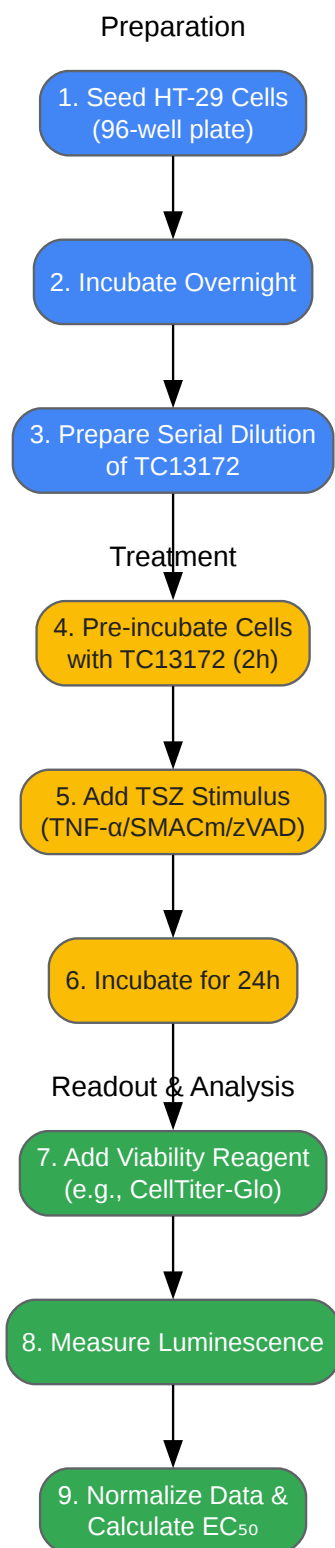 Preparation
1. Seed HT-29 Cells
(96-well plate)
2. Incubate Overnight
3. Prepare Serial Dilution
of TC13172
Treatment
4. Pre-incubate Cells
with TC13172 (2h)
5. Add TSZ Stimulus
(TNF-α/SMACm/zVAD)
6. Incubate for 24h
Readout & Analysis
7. Add Viability Reagent
(e.g., CellTiter-Glo)
8. Measure Luminescence
9. Normalize Data &
Calculate EC₅₀